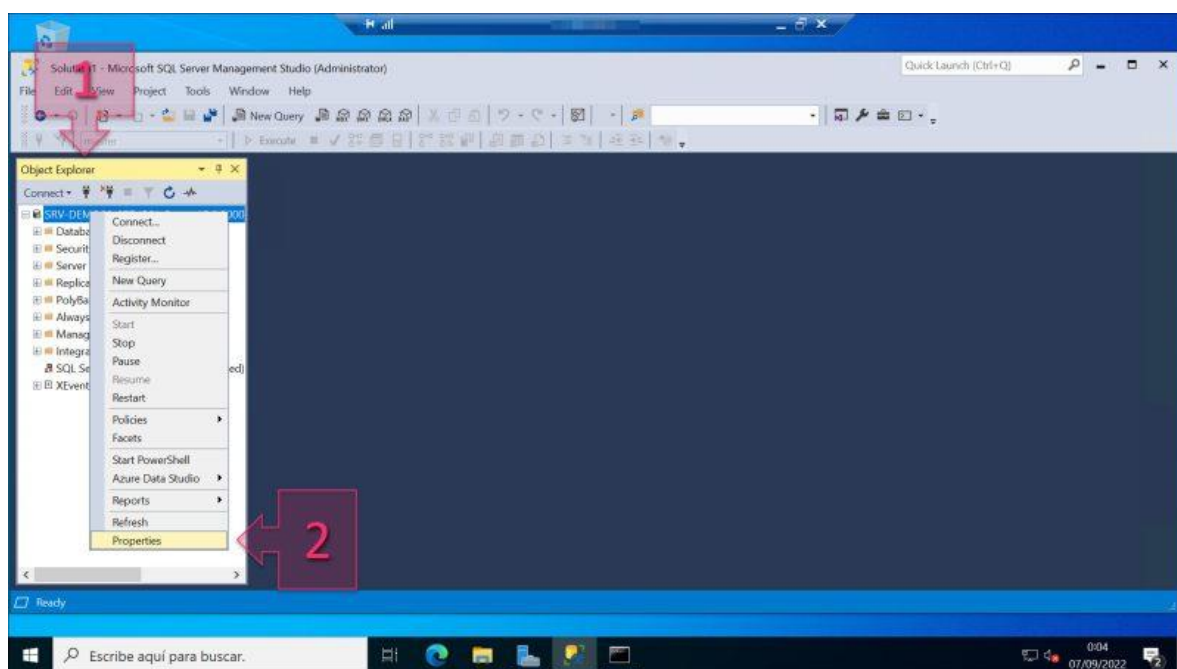 1
Microsoft SQL Server Management Studio (Administrator)
Quick Launch (Ctrl+Q)
File Edit View Project Tools Window Help
New Query
Execute
Object Explorer
Connect
SRV-DEM
Connect...
Disconnect
Register...
New Query
Activity Monitor
Start
Stop
Pause
Resume
Restart
Policies
Facets
Start PowerShell
Azure Data Studio
Reports
Refresh
Properties
2
Ready
Escribe aquí para buscar.
0:04
07/09/2022